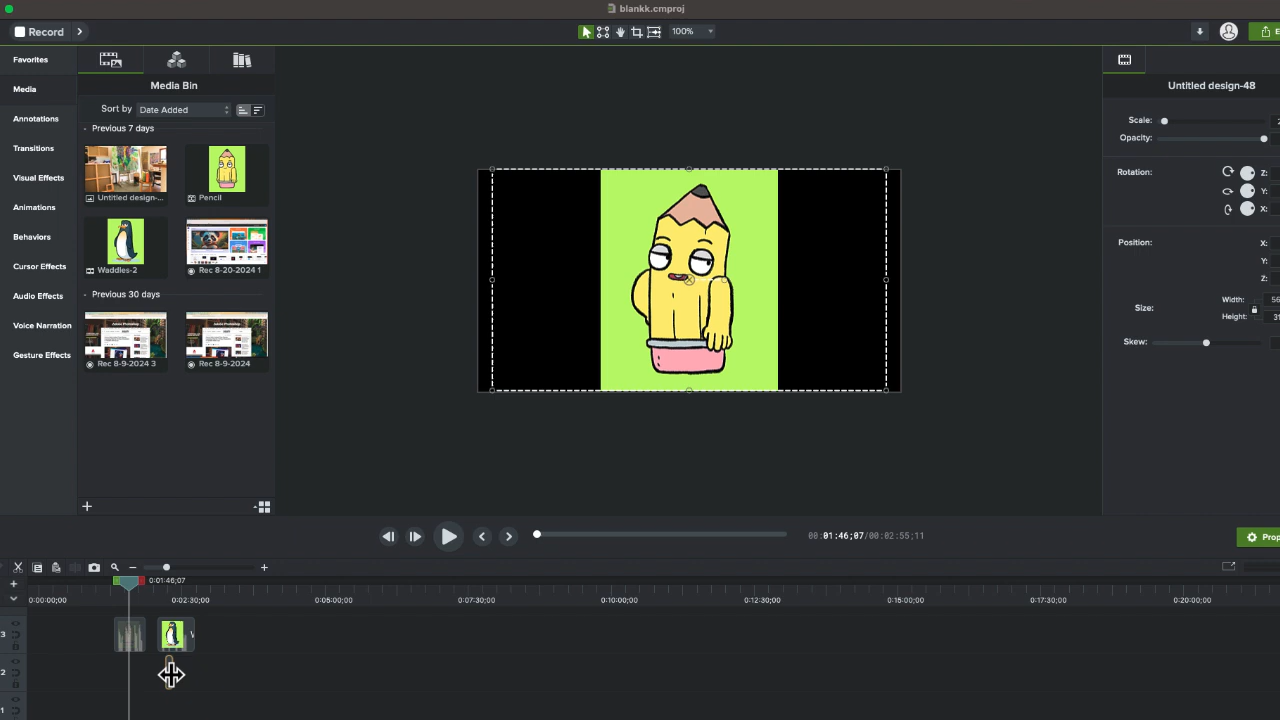 blankk.cmproj
Record
100%
Favorites
Media
Annotations
Transitions
Visual Effects
Animations
Behaviors
Cursor Effects
Audio Effects
Voice Narration
Gesture Effects
Media Bin
Sort by
Date Added
Previous 7 days
Untitled design-...
Pencil
Waddles-2
Rec 8-20-2024 1
Previous 30 days
Rec 8-9-2024 3
Rec 8-9-2024
Untitled design-48
Scale:
Opacity:
Rotation:
Z:
Y:
X:
Position:
X:
Y:
Z:
Size:
Width:
Height:
Skew:
00:01:46;07/00:02:55;11
0:01:46;07
0:00:00;00
0:02:30;00
0:05:00;00
0:07:30;00
0:10:00;00
0:12:30;00
0:15:00;00
0:17:30;00
0:20:00;00
3
2
1